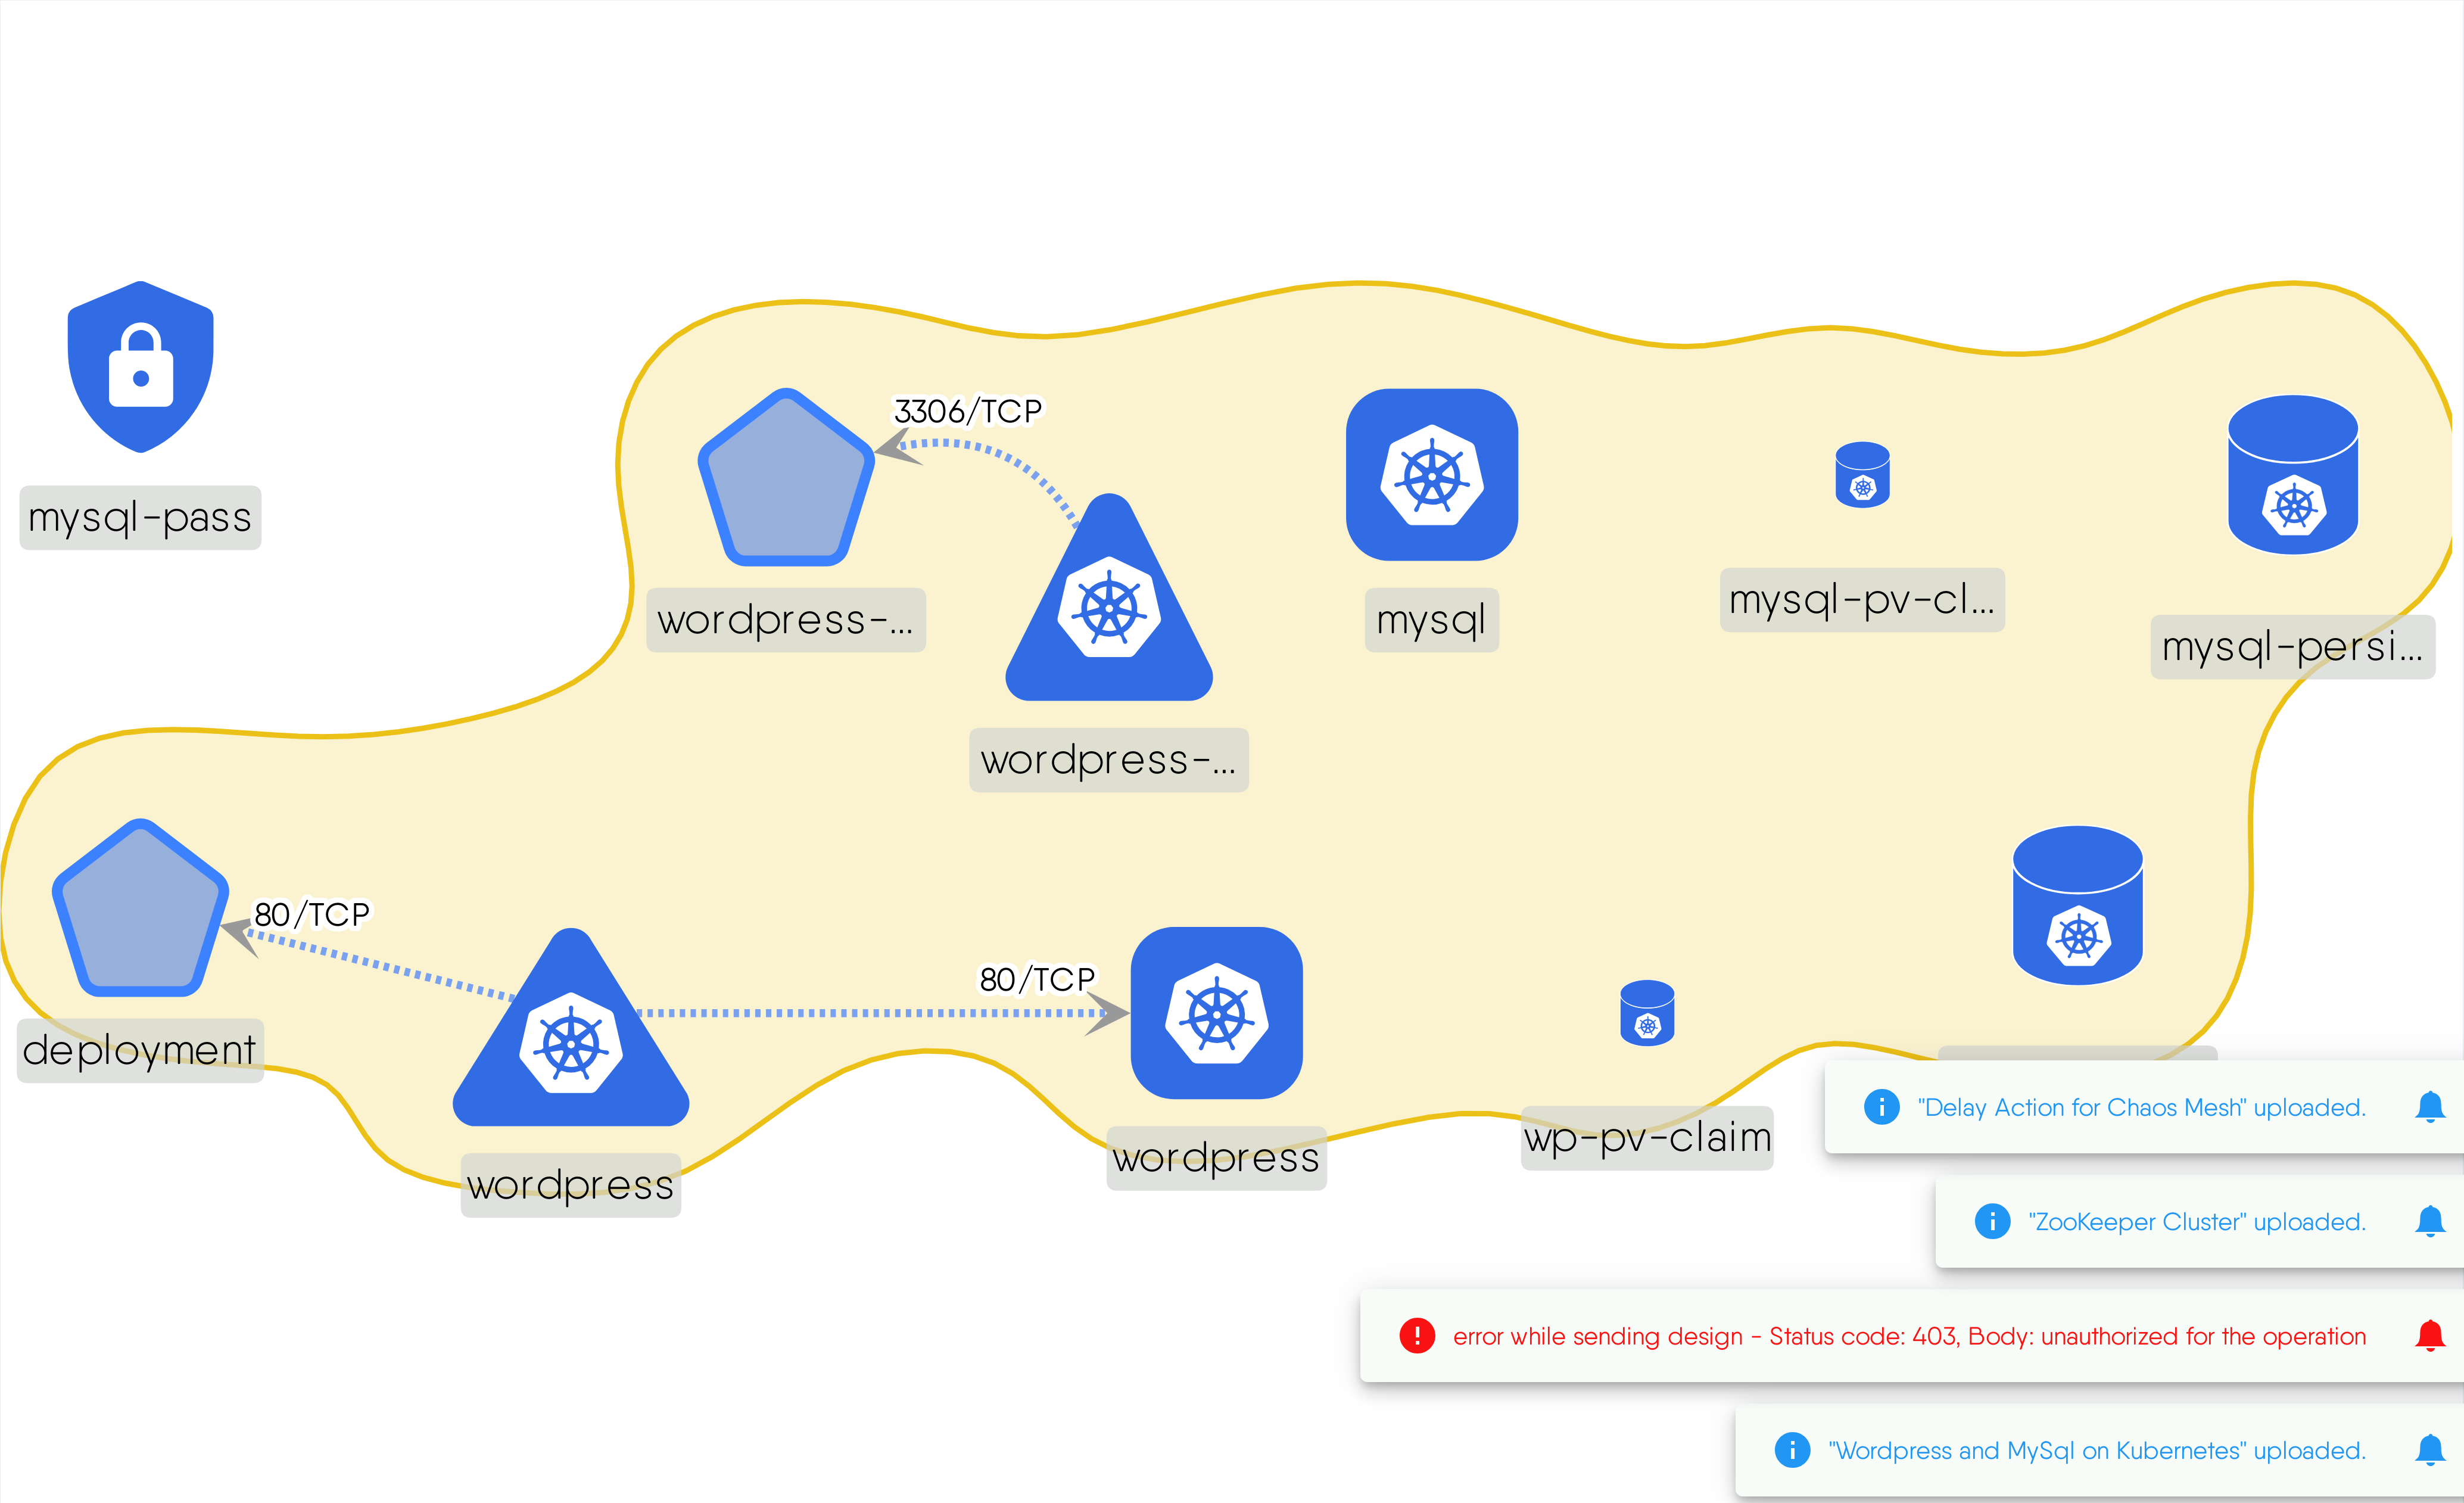 3306/TCP
mysql-pass
wordpress-...
mysql
mysql-pv-cl...
mysql-persi...
wordpress-...
80/TCP
80/TCP
deployment
wordpress
wordpress
wp-pv-claim
"Delay Action for Chaos Mesh" uploaded.
"ZooKeeper Cluster" uploaded.
error while sending design - Status code: 403, Body: unauthorized for the operation
"Wordpress and MySql on Kubernetes" uploaded.